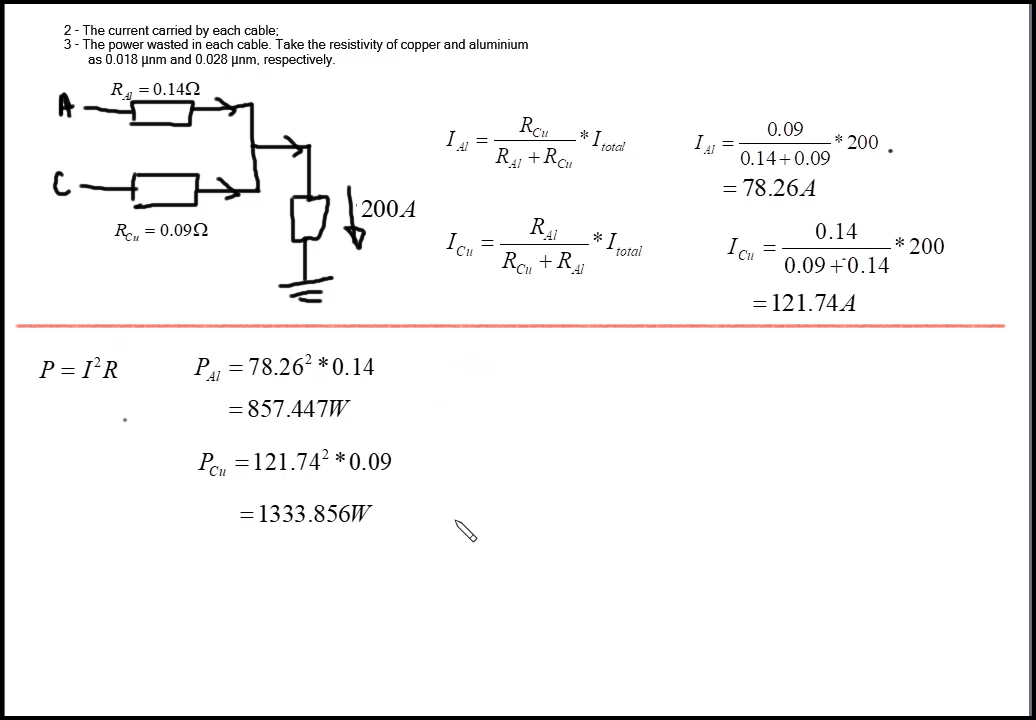 2 - The current carried by each cable;
3 - The power wasted in each cable. Take the resistivity of copper and aluminium
as 0.018 µnm and 0.028 µnm, respectively.
R_Al = 0.14Ω
A
C
R_Cu = 0.09Ω
200A
I_Al = R_Cu / (R_Al + R_Cu) * I_total
I_Al = 0.09 / (0.14 + 0.09) * 200
= 78.26A
I_Cu = R_Al / (R_Cu + R_Al) * I_total
I_Cu = 0.14 / (0.09 + 0.14) * 200
= 121.74A
P = I²R
P_Al = 78.26² * 0.14
= 857.447W
P_Cu = 121.74² * 0.09
= 1333.856W